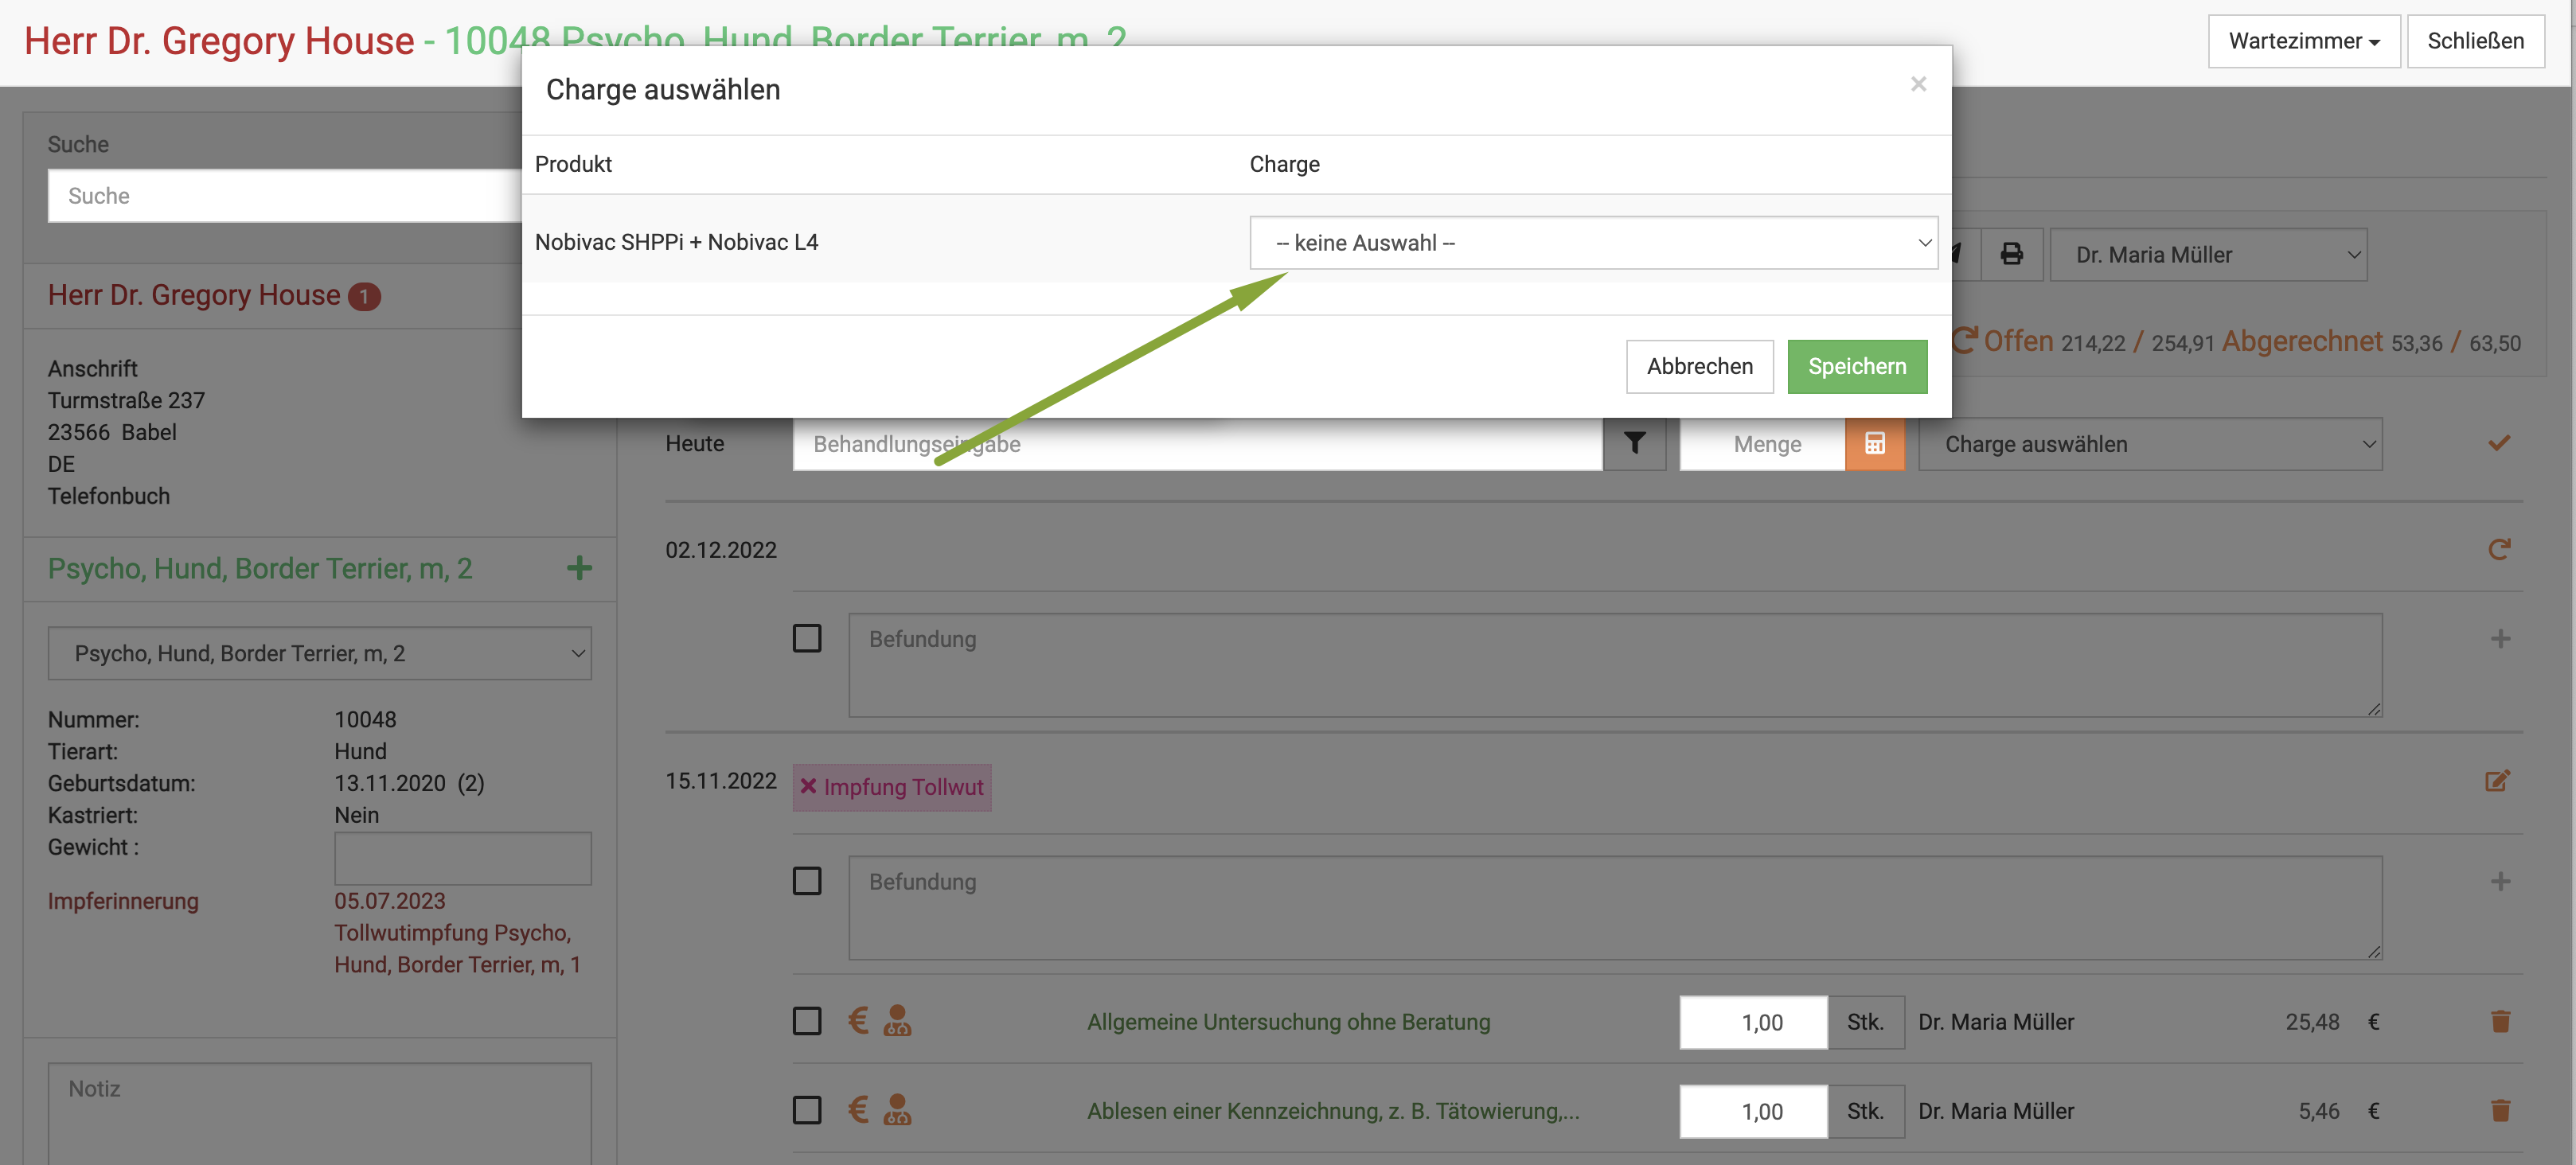 Herr Dr. Gregory House - 10048 Psycho, Hund, Border Terrier, m, 2
Wartezimmer
Schließen
Charge auswählen
×
Produkt
Charge
Nobivac SHPPi + Nobivac L4
-- keine Auswahl --
Abbrechen
Speichern
Suche
Suche
Herr Dr. Gregory House 1
Anschrift
Turmstraße 237
23566 Babel
DE
Telefonbuch
Psycho, Hund, Border Terrier, m, 2
Psycho, Hund, Border Terrier, m, 2
Nummer: 10048
Tierart: Hund
Geburtsdatum: 13.11.2020 (2)
Kastriert: Nein
Gewicht :
Impferinnerung 05.07.2023
Tollwutimpfung Psycho,
Hund, Border Terrier, m, 1
Notiz
Dr. Maria Müller
Offen 214,22 / 254,91 Abgerechnet 53,36 / 63,50
Heute
Behandlungseingabe
Menge
Charge auswählen
02.12.2022
Befundung
15.11.2022
Impfung Tollwut
Befundung
€ Allgemeine Untersuchung ohne Beratung 1,00 Stk. Dr. Maria Müller 25,48 €
€ Ablesen einer Kennzeichnung, z. B. Tätowierung,... 1,00 Stk. Dr. Maria Müller 5,46 €